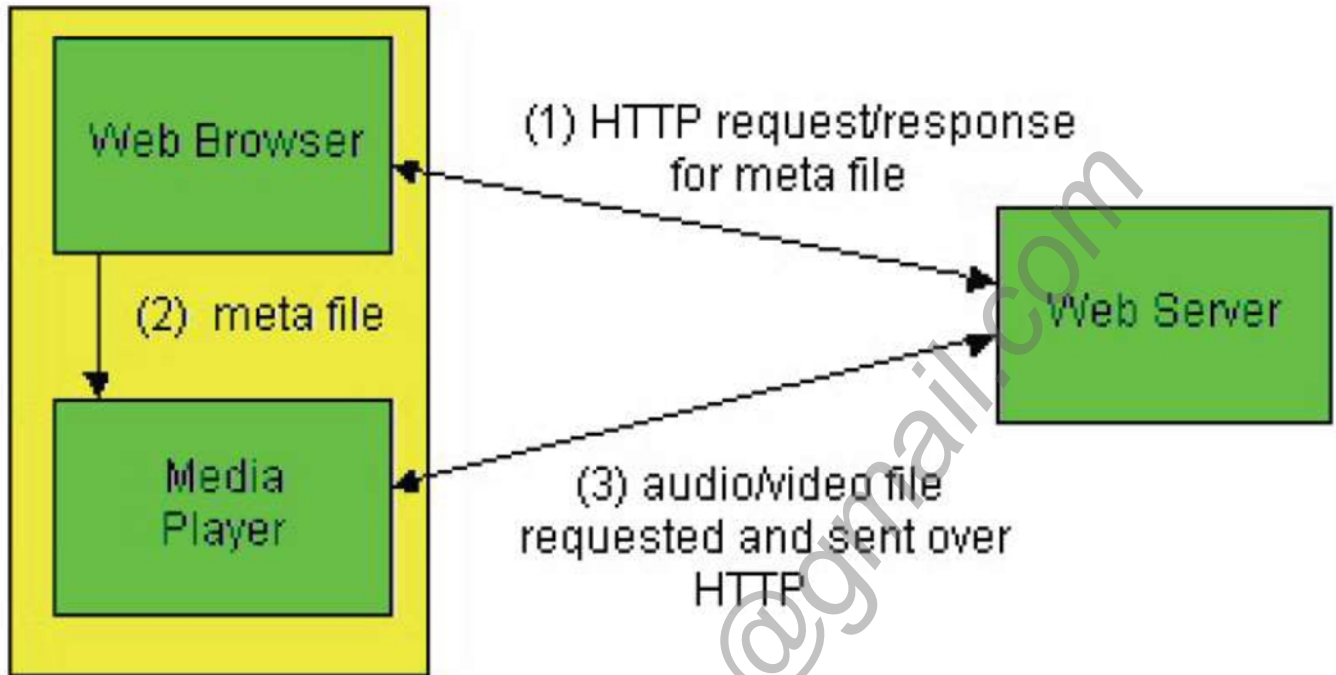 Web Browser
(1) HTTP request/response
for meta file
Web Server
(2) meta file
Media
Player
(3) audio/video file
requested and sent over
HTTP
@gmail.com